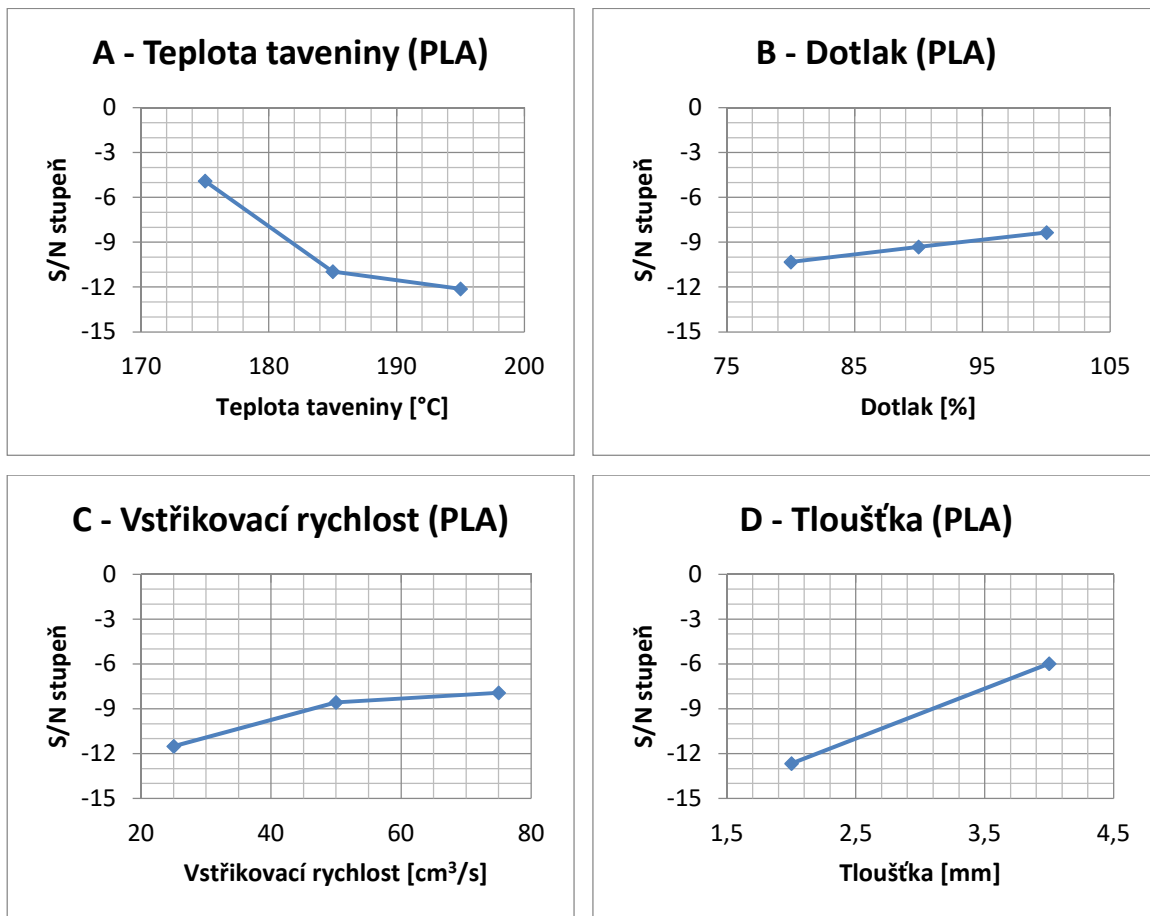 A - Teplota taveniny (PLA)
0
-3
-6
-9
-12
-15
S/N stupeň
170 180 190 200
Teplota taveniny [°C]
B - Dotlak (PLA)
0
-3
-6
-9
-12
-15
S/N stupeň
75 85 95 105
Dotlak [%]
C - Vstřikovací rychlost (PLA)
0
-3
-6
-9
-12
-15
S/N stupeň
20 40 60 80
Vstřikovací rychlost [cm³/s]
D - Tloušťka (PLA)
0
-3
-6
-9
-12
-15
S/N stupeň
1,5 2,5 3,5 4,5
Tloušťka [mm]